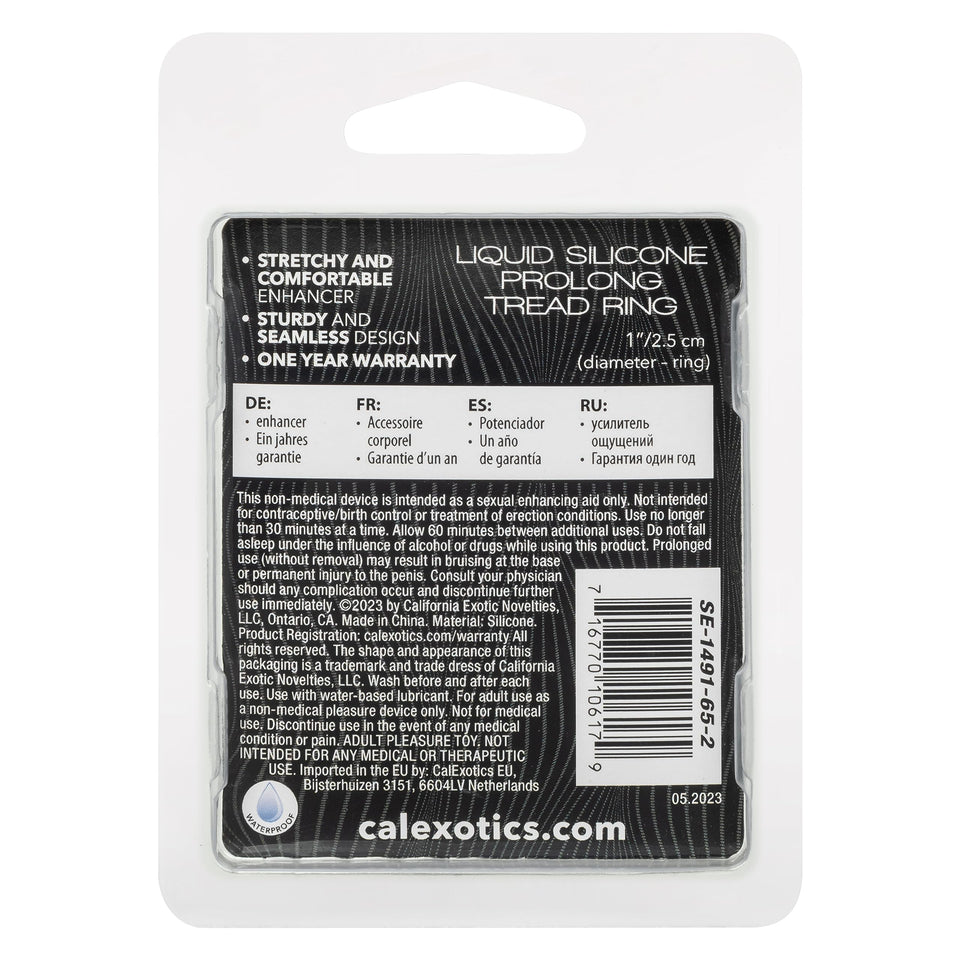 • STRETCHY AND
COMFORTABLE
ENHANCER
• STURDY AND
SEAMLESS DESIGN
• ONE YEAR WARRANTY
LIQUID SILICONE
PROLONG
TREAD RING
1"/2.5 cm
(diameter - ring)
DE:
• enhancer
• Ein jahres
garantie
FR:
• Accessoire
corporel
• Garantie d'un an
ES:
• Potenciador
• Un año
de garantía
RU:
• усилитель
ощущений
• Гарантия один год
This non-medical device is intended as a sexual enhancing aid only. Not intended
for contraceptive/birth control or treatment of erection conditions. Use no longer
than 30 minutes at a time. Allow 60 minutes between additional uses. Do not fall
asleep under the influence of alcohol or drugs while using this product. Prolonged
use (without removal) may result in bruising at the base
or permanent injury to the penis. Consult your physician
should any complication occur and discontinue further
use immediately. ©2023 by California Exotic Novelties,
LLC, Ontario, CA. Made in China. Material: Silicone.
Product Registration: calexotics.com/warranty All
rights reserved. The shape and appearance of this
packaging is a trademark and trade dress of California
Exotic Novelties, LLC. Wash before and after each
use. Use with water-based lubricant. For adult use as
a non-medical pleasure device only. Not for medical
use. Discontinue use in the event of any medical
condition or pain. ADULT PLEASURE TOY. NOT
INTENDED FOR ANY MEDICAL OR THERAPEUTIC
USE. Imported in the EU by: CalExotics EU,
Bijsterhuizen 3151, 6604LV Netherlands
7 16770 10617 9
SE-1491-65-2
05.2023
WATERPROOF
calexotics.com